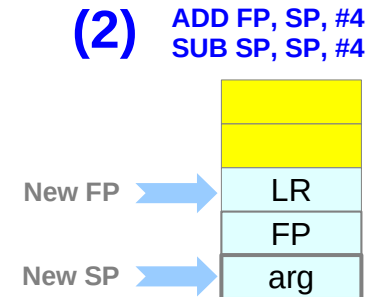 (2)
ADD FP, SP, #4
SUB SP, SP, #4
New FP
LR
FP
New SP
arg